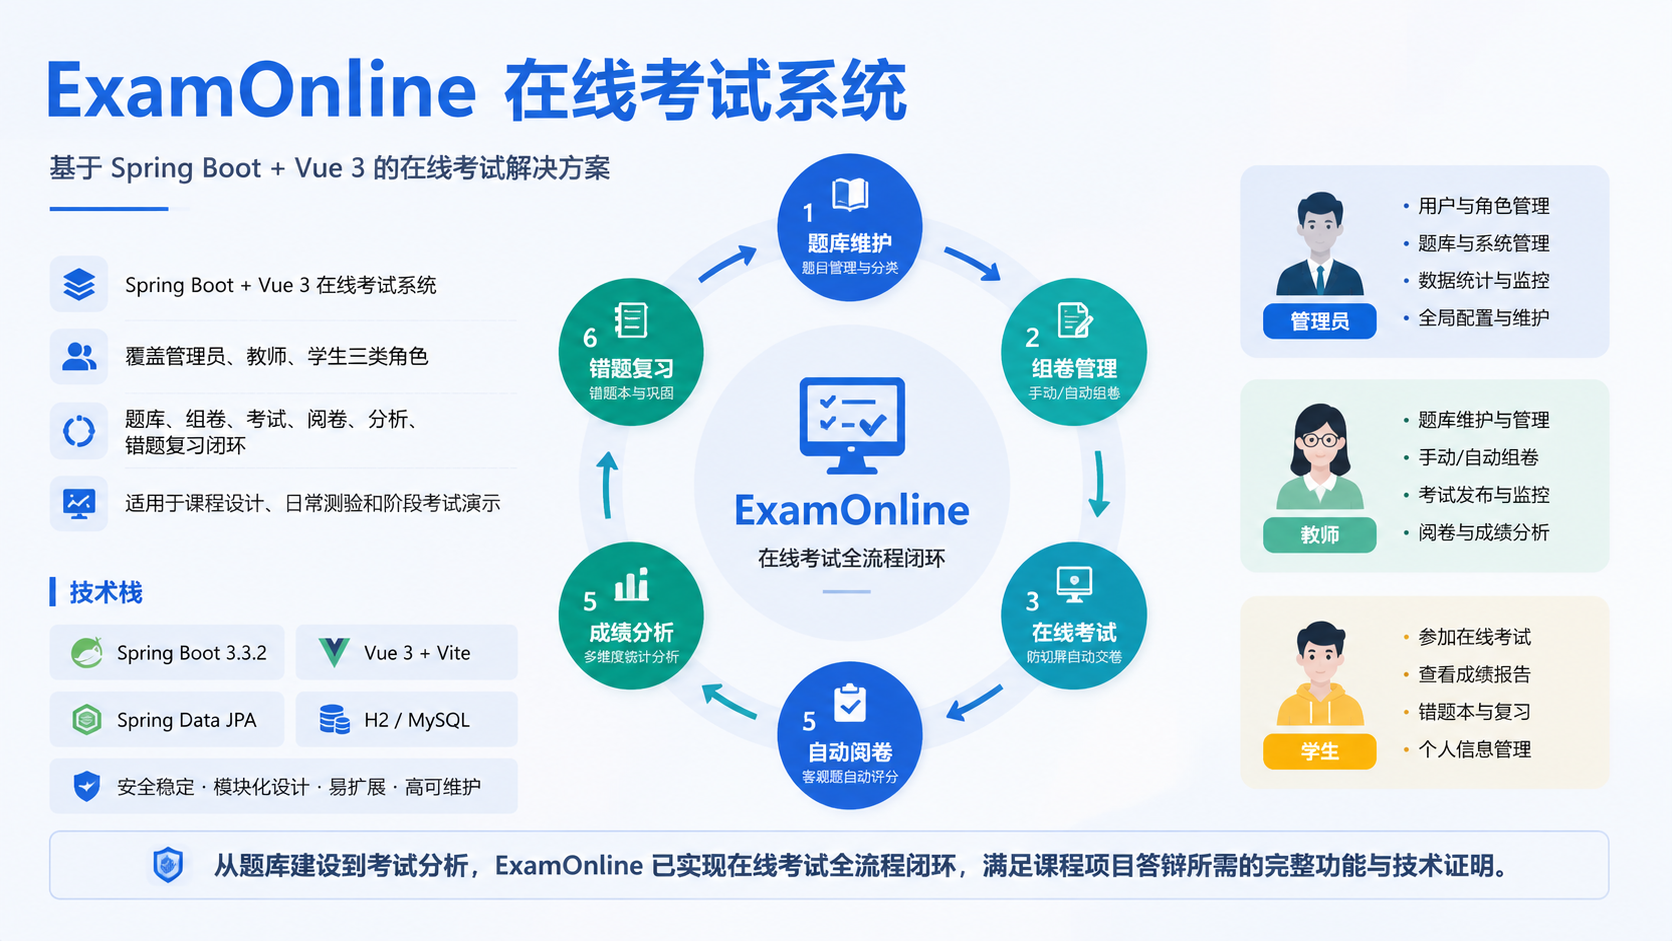 ExamOnline 在线考试系统
基于 Spring Boot + Vue 3 的在线考试解决方案
Spring Boot + Vue 3 在线考试系统
覆盖管理员、教师、学生三类角色
题库、组卷、考试、阅卷、分析、
错题复习闭环
适用于课程设计、日常测验和阶段考试演示
技术栈
Spring Boot 3.3.2
Vue 3 + Vite
Spring Data JPA
H2 / MySQL
安全稳定 · 模块化设计 · 易扩展 · 高可维护
1
题库维护
题目管理与分类
2
组卷管理
手动/自动组卷
3
在线考试
防切屏自动交卷
5
自动阅卷
客观题自动评分
5
成绩分析
多维度统计分析
6
错题复习
错题本与巩固
ExamOnline
在线考试全流程闭环
管理员
• 用户与角色管理
• 题库与系统管理
• 数据统计与监控
• 全局配置与维护
教师
• 题库维护与管理
• 手动/自动组卷
• 考试发布与监控
• 阅卷与成绩分析
学生
• 参加在线考试
• 查看成绩报告
• 错题本与复习
• 个人信息管理
从题库建设到考试分析，ExamOnline 已实现在线考试全流程闭环，满足课程项目答辩所需的完整功能与技术证明。